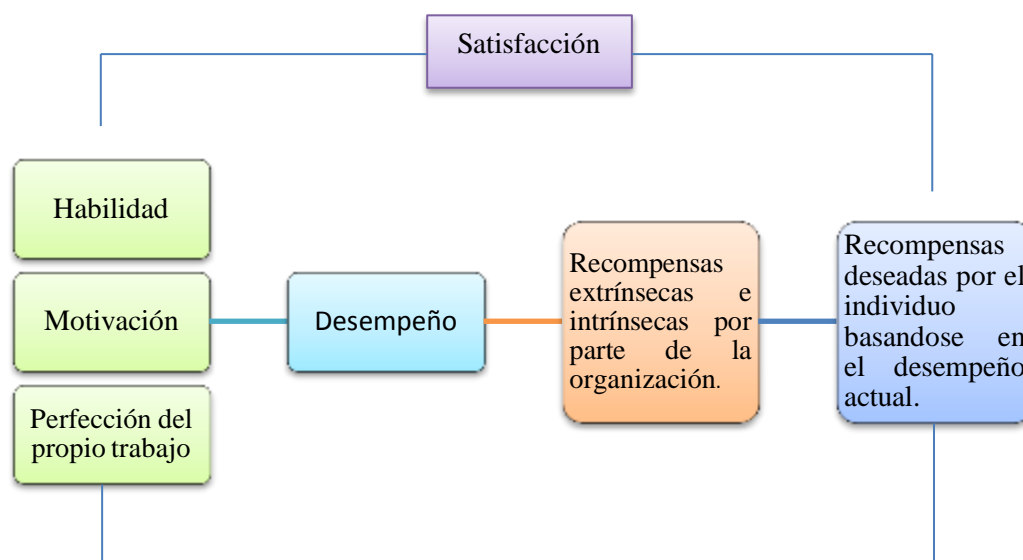 Satisfacción
Habilidad
Motivación
Perfección del
propio trabajo
Desempeño
Recompensas
extrínsecas e
intrínsecas por
parte de la
organización.
Recompensas
deseadas por el
individuo
basandose en
el desempeño
actual.